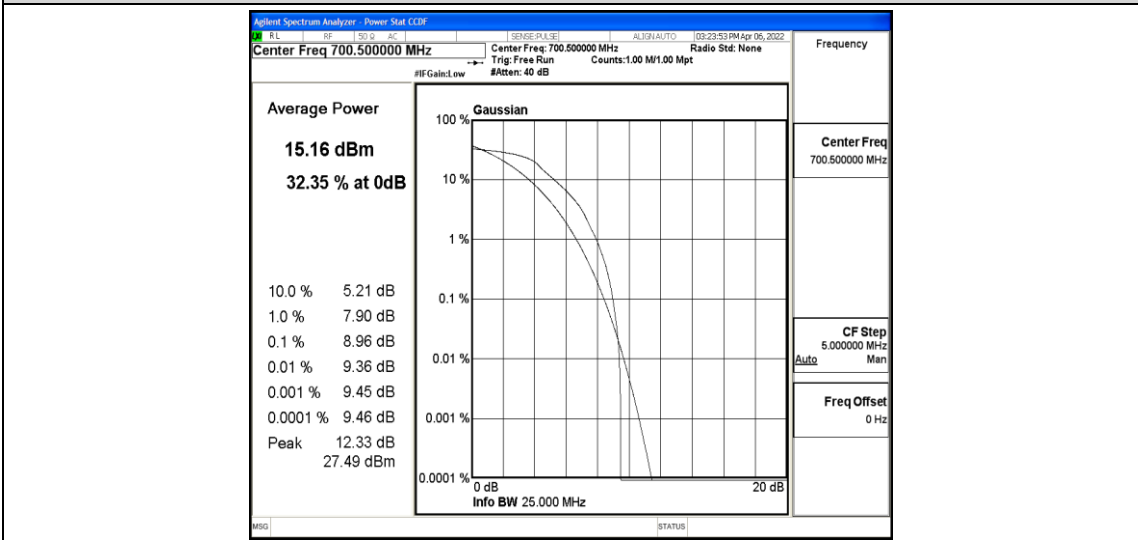 Agilent Spectrum Analyzer - Power Stat CCDF
LXI RL RF 50 Ω AC SENSE:PULSE ALIGN AUTO 03:23:53 PM Apr 06, 2022
Center Freq 700.500000 MHz
Center Freq: 700.500000 MHz Radio Std: None
Trig: Free Run Counts:1.00 M/1.00 Mpt
#IFGain:Low #Atten: 40 dB
Frequency
Average Power
15.16 dBm
32.35 % at 0dB
10.0 % 5.21 dB
1.0 % 7.90 dB
0.1 % 8.96 dB
0.01 % 9.36 dB
0.001 % 9.45 dB
0.0001 % 9.46 dB
Peak 12.33 dB
27.49 dBm
Gaussian
100 %
10 %
1 %
0.1 %
0.01 %
0.001 %
0.0001 %
0 dB 20 dB
Info BW 25.000 MHz
Center Freq
700.500000 MHz
CF Step
5.000000 MHz
Auto Man
Freq Offset
0 Hz
MSG STATUS